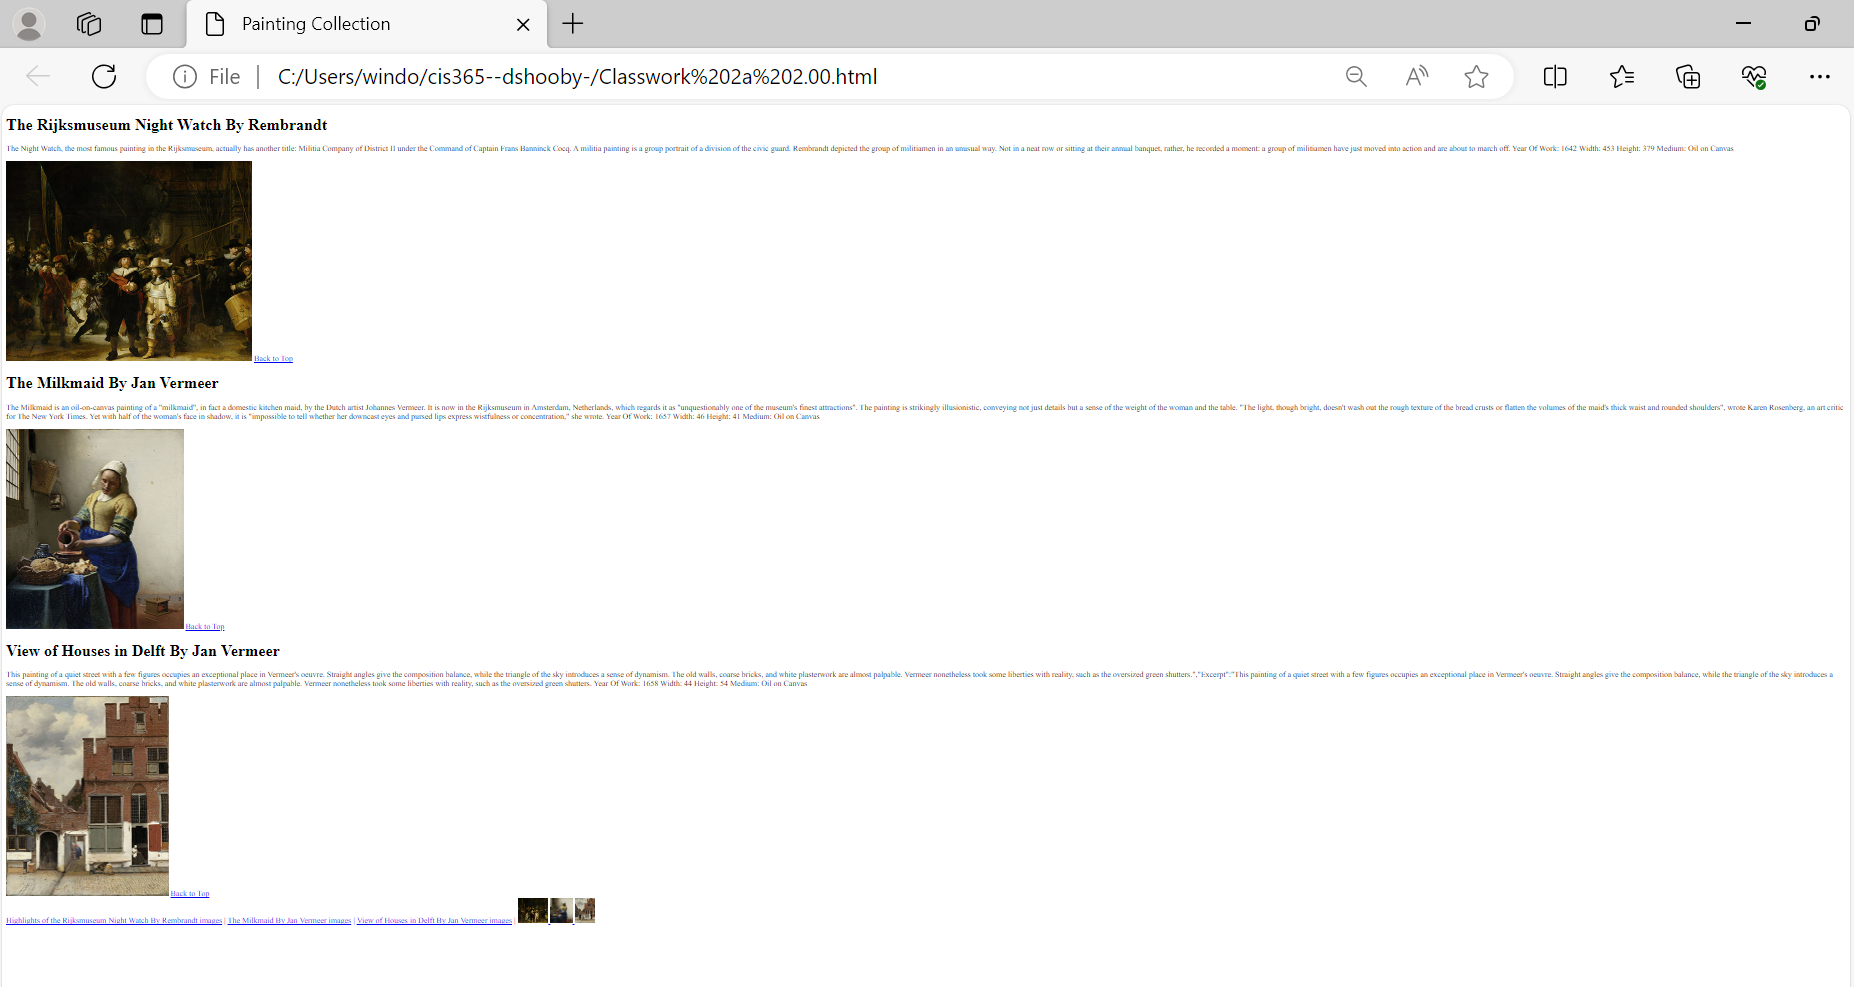 Painting Collection
File | C:/Users/windo/cis365--dshooby-/Classwork%202a%202.00.html
The Rijksmuseum Night Watch By Rembrandt
The Night Watch, the most famous painting in the Rijksmuseum, actually has another title: Militia Company of District II under the Command of Captain Frans Banninck Cocq. A militia painting is a group portrait of a division of the civic guard. Rembrandt depicted the group of militiamen in an unusual way. Not in a neat row or sitting at their annual banquet, rather, he recorded a moment: a group of militiamen have just moved into action and are about to march off. Year Of Work: 1642 Width: 453 Height: 379 Medium: Oil on Canvas
Back to Top
The Milkmaid By Jan Vermeer
The Milkmaid is an oil-on-canvas painting of a "milkmaid", in fact a domestic kitchen maid, by the Dutch artist Johannes Vermeer. It is now in the Rijksmuseum in Amsterdam, Netherlands, which regards it as "unquestionably one of the museum's finest attractions". The painting is strikingly illusionistic, conveying not just details but a sense of the weight of the woman and the table. "The light, though bright, doesn't wash out the rough texture of the bread crusts or flatten the volumes of the maid's thick waist and rounded shoulders", wrote Karen Rosenberg, an art critic
for The New York Times. Yet with half of the woman's face in shadow, it is "impossible to tell whether her downcast eyes and pursed lips express wistfulness or concentration," she wrote. Year Of Work: 1657 Width: 46 Height: 41 Medium: Oil on Canvas
Back to Top
View of Houses in Delft By Jan Vermeer
This painting of a quiet street with a few figures occupies an exceptional place in Vermeer's oeuvre. Straight angles give the composition balance, while the triangle of the sky introduces a sense of dynamism. The old walls, coarse bricks, and white plasterwork are almost palpable. Vermeer nonetheless took some liberties with reality, such as the oversized green shutters.","Excerpt":"This painting of a quiet street with a few figures occupies an exceptional place in Vermeer's oeuvre. Straight angles give the composition balance, while the triangle of the sky introduces a
sense of dynamism. The old walls, coarse bricks, and white plasterwork are almost palpable. Vermeer nonetheless took some liberties with reality, such as the oversized green shutters. Year Of Work: 1658 Width: 44 Height: 54 Medium: Oil on Canvas
Back to Top
Highlights of the Rijksmuseum Night Watch By Rembrandt images | The Milkmaid By Jan Vermeer images | View of Houses in Delft By Jan Vermeer images |